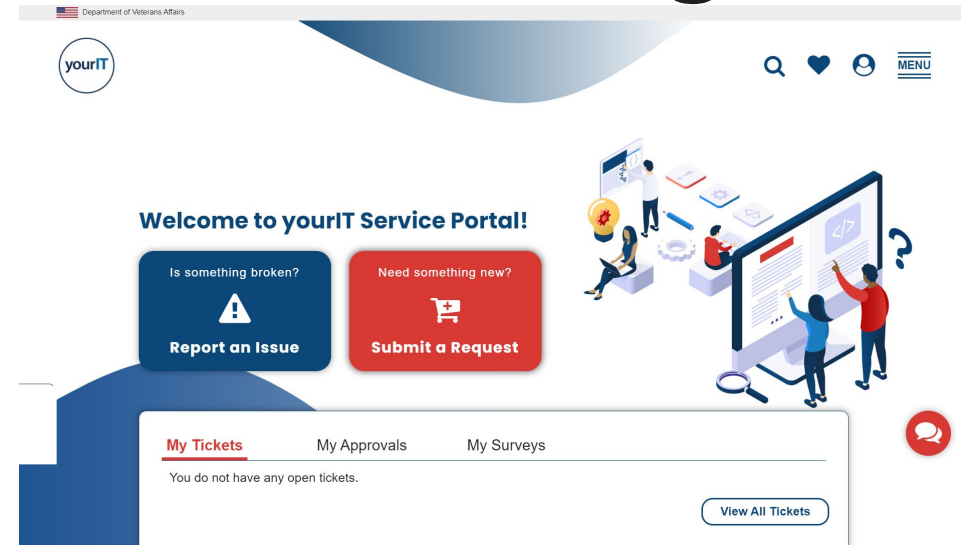 Department of Veterans Affairs
yourIT
MENU
Welcome to yourIT Service Portal!
Is something broken?
Report an Issue
Need something new?
Submit a Request
My Tickets
My Approvals
My Surveys
You do not have any open tickets.
View All Tickets